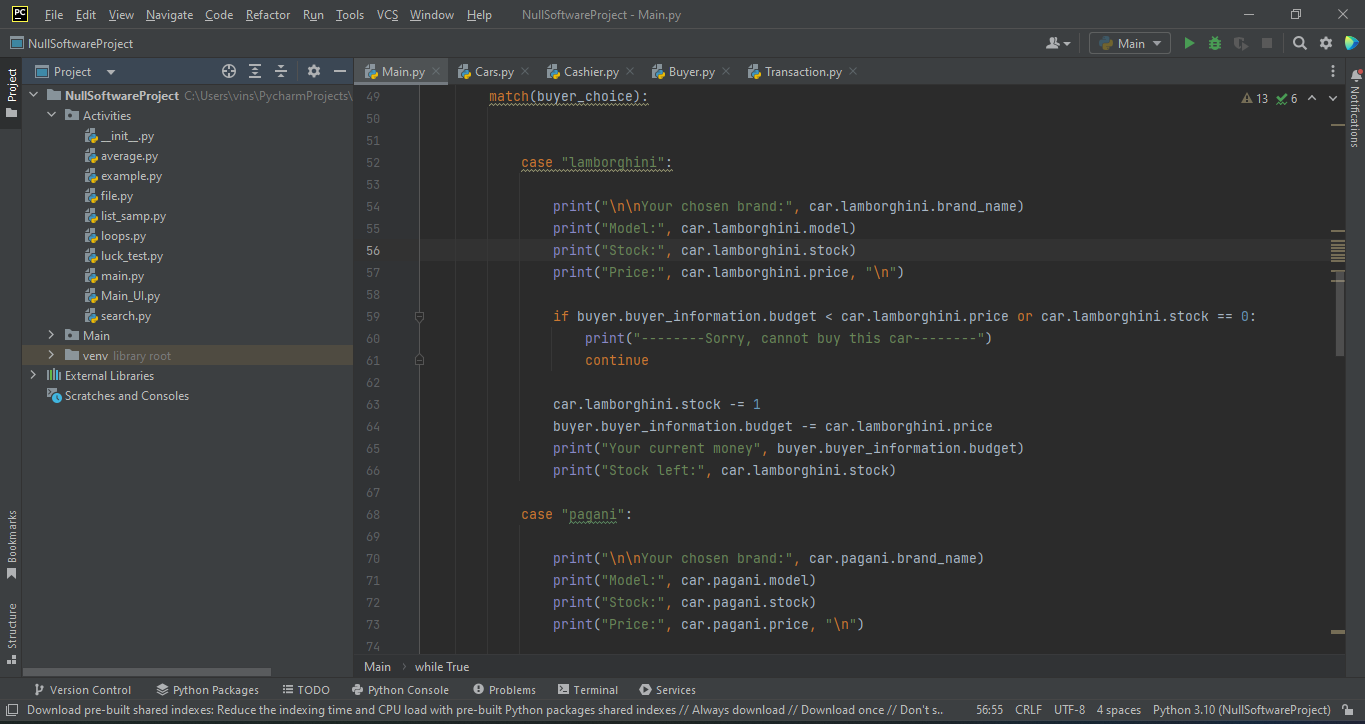 PC File Edit View Navigate Code Refactor Run Tools VCS Window Help NullSoftwareProject - Main.py
NullSoftwareProject Main
Project Project Main.py Cars.py Cashier.py Buyer.py Transaction.py
NullSoftwareProject C:\Users\vins\PycharmProjects\
Activities
__init__.py
average.py
example.py
file.py
list_samp.py
loops.py
luck_test.py
main.py
Main_UI.py
search.py
Main
venv library root
External Libraries
Scratches and Consoles
Bookmarks
Structure
49 match(buyer_choice):
13 6
Notifications
50
51
52 case "lamborghini":
53
54 print("\n\nYour chosen brand:", car.lamborghini.brand_name)
55 print("Model:", car.lamborghini.model)
56 print("Stock:", car.lamborghini.stock)
57 print("Price:", car.lamborghini.price, "\n")
58
59 if buyer.buyer_information.budget < car.lamborghini.price or car.lamborghini.stock == 0:
60 print("--------Sorry, cannot buy this car--------")
61 continue
62
63 car.lamborghini.stock -= 1
64 buyer.buyer_information.budget -= car.lamborghini.price
65 print("Your current money", buyer.buyer_information.budget)
66 print("Stock left:", car.lamborghini.stock)
67
68 case "pagani":
69
70 print("\n\nYour chosen brand:", car.pagani.brand_name)
71 print("Model:", car.pagani.model)
72 print("Stock:", car.pagani.stock)
73 print("Price:", car.pagani.price, "\n")
74
Main while True
Version Control Python Packages TODO Python Console Problems Terminal Services
Download pre-built shared indexes: Reduce the indexing time and CPU load with pre-built Python packages shared indexes // Always download // Download once // Don't s.. 56:55 CRLF UTF-8 4 spaces Python 3.10 (NullSoftwareProject)